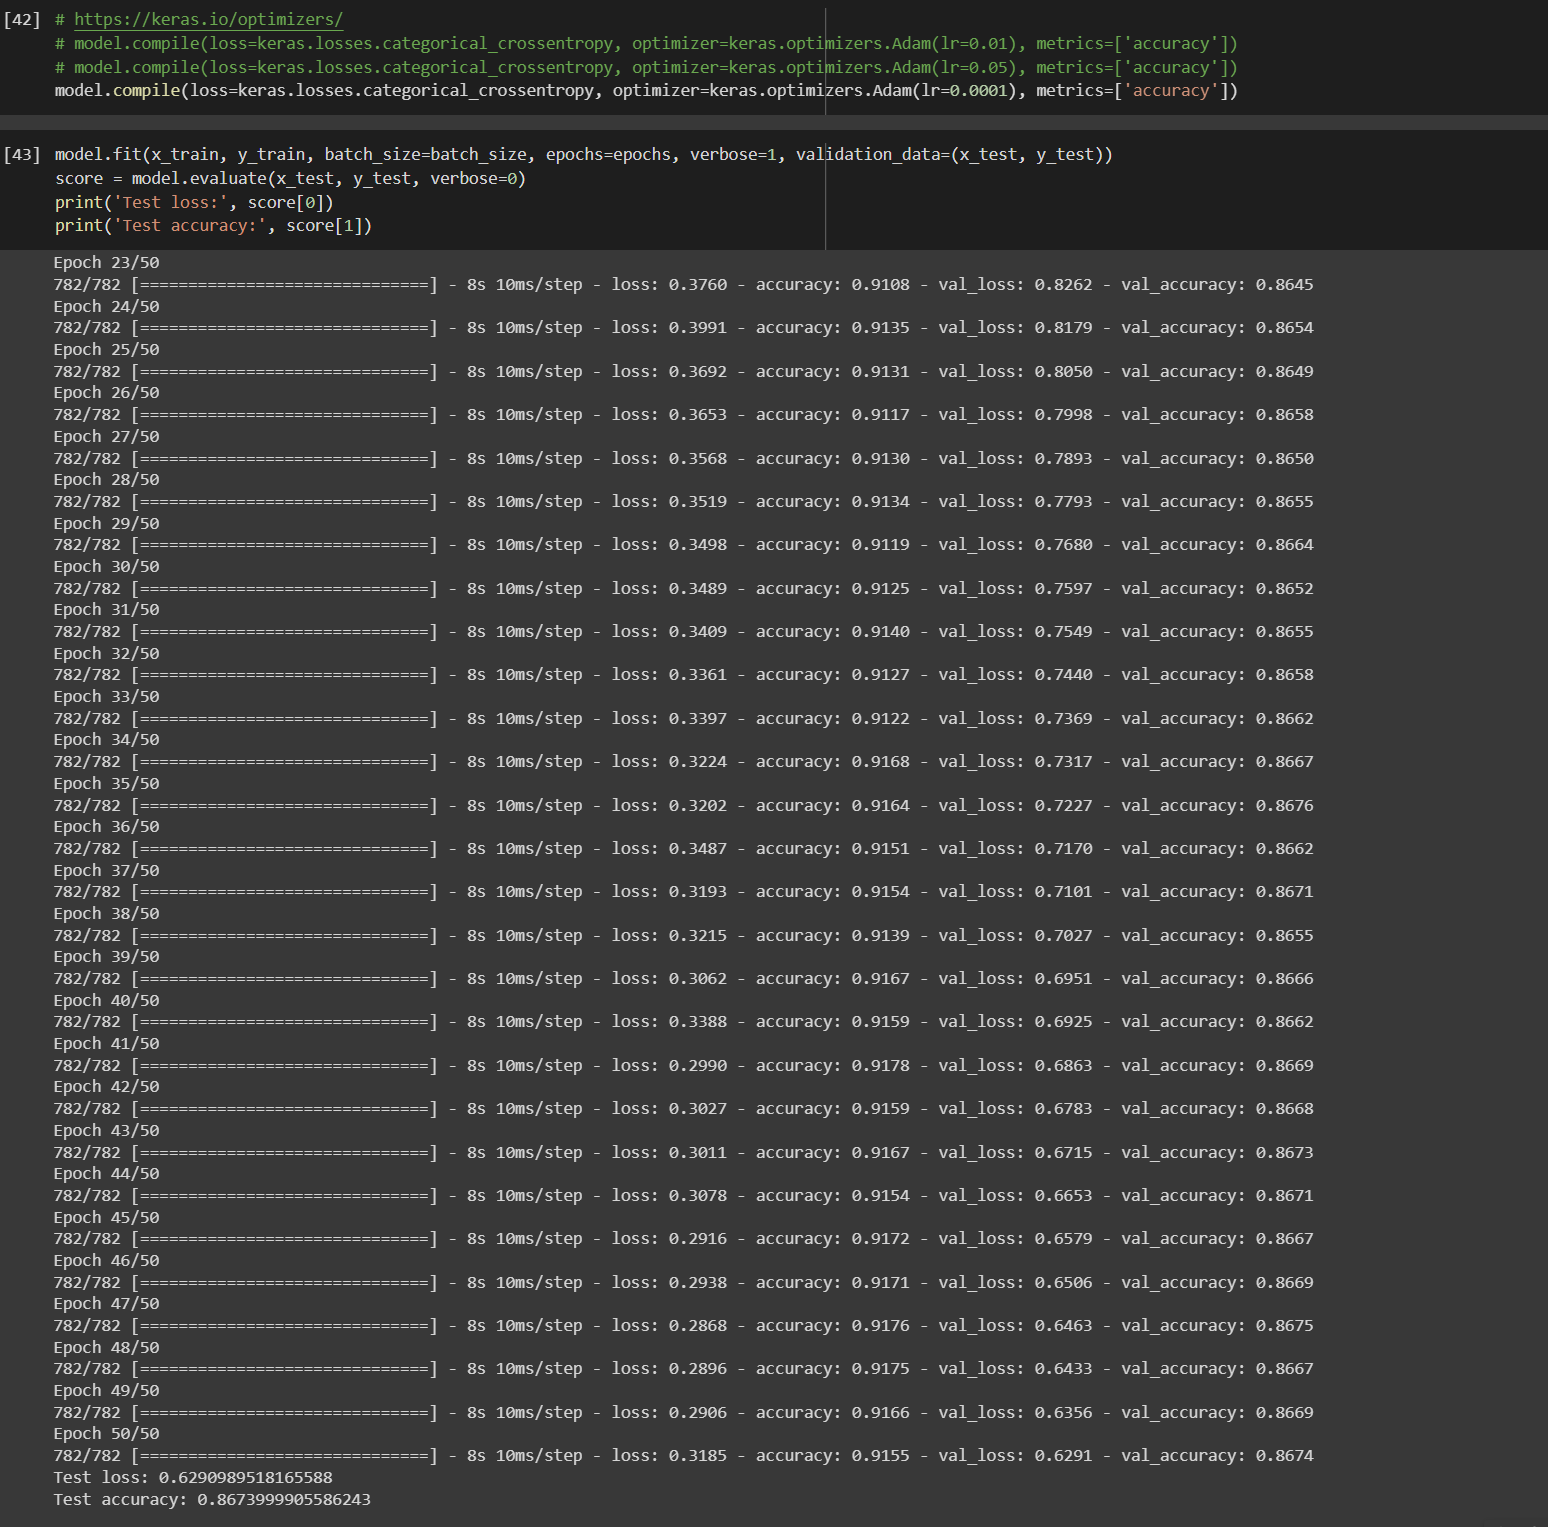 [42] # https://keras.io/optimizers/
# model.compile(loss=keras.losses.categorical_crossentropy, optimizer=keras.optimizers.Adam(lr=0.01), metrics=['accuracy'])
# model.compile(loss=keras.losses.categorical_crossentropy, optimizer=keras.optimizers.Adam(lr=0.05), metrics=['accuracy'])
model.compile(loss=keras.losses.categorical_crossentropy, optimizer=keras.optimizers.Adam(lr=0.0001), metrics=['accuracy'])
[43] model.fit(x_train, y_train, batch_size=batch_size, epochs=epochs, verbose=1, validation_data=(x_test, y_test))
score = model.evaluate(x_test, y_test, verbose=0)
print('Test loss:', score[0])
print('Test accuracy:', score[1])
Epoch 23/50
782/782 [==============================] - 8s 10ms/step - loss: 0.3760 - accuracy: 0.9108 - val_loss: 0.8262 - val_accuracy: 0.8645
Epoch 24/50
782/782 [==============================] - 8s 10ms/step - loss: 0.3991 - accuracy: 0.9135 - val_loss: 0.8179 - val_accuracy: 0.8654
Epoch 25/50
782/782 [==============================] - 8s 10ms/step - loss: 0.3692 - accuracy: 0.9131 - val_loss: 0.8050 - val_accuracy: 0.8649
Epoch 26/50
782/782 [==============================] - 8s 10ms/step - loss: 0.3653 - accuracy: 0.9117 - val_loss: 0.7998 - val_accuracy: 0.8658
Epoch 27/50
782/782 [==============================] - 8s 10ms/step - loss: 0.3568 - accuracy: 0.9130 - val_loss: 0.7893 - val_accuracy: 0.8650
Epoch 28/50
782/782 [==============================] - 8s 10ms/step - loss: 0.3519 - accuracy: 0.9134 - val_loss: 0.7793 - val_accuracy: 0.8655
Epoch 29/50
782/782 [==============================] - 8s 10ms/step - loss: 0.3498 - accuracy: 0.9119 - val_loss: 0.7680 - val_accuracy: 0.8664
Epoch 30/50
782/782 [==============================] - 8s 10ms/step - loss: 0.3489 - accuracy: 0.9125 - val_loss: 0.7597 - val_accuracy: 0.8652
Epoch 31/50
782/782 [==============================] - 8s 10ms/step - loss: 0.3409 - accuracy: 0.9140 - val_loss: 0.7549 - val_accuracy: 0.8655
Epoch 32/50
782/782 [==============================] - 8s 10ms/step - loss: 0.3361 - accuracy: 0.9127 - val_loss: 0.7440 - val_accuracy: 0.8658
Epoch 33/50
782/782 [==============================] - 8s 10ms/step - loss: 0.3397 - accuracy: 0.9122 - val_loss: 0.7369 - val_accuracy: 0.8662
Epoch 34/50
782/782 [==============================] - 8s 10ms/step - loss: 0.3224 - accuracy: 0.9168 - val_loss: 0.7317 - val_accuracy: 0.8667
Epoch 35/50
782/782 [==============================] - 8s 10ms/step - loss: 0.3202 - accuracy: 0.9164 - val_loss: 0.7227 - val_accuracy: 0.8676
Epoch 36/50
782/782 [==============================] - 8s 10ms/step - loss: 0.3487 - accuracy: 0.9151 - val_loss: 0.7170 - val_accuracy: 0.8662
Epoch 37/50
782/782 [==============================] - 8s 10ms/step - loss: 0.3193 - accuracy: 0.9154 - val_loss: 0.7101 - val_accuracy: 0.8671
Epoch 38/50
782/782 [==============================] - 8s 10ms/step - loss: 0.3215 - accuracy: 0.9139 - val_loss: 0.7027 - val_accuracy: 0.8655
Epoch 39/50
782/782 [==============================] - 8s 10ms/step - loss: 0.3062 - accuracy: 0.9167 - val_loss: 0.6951 - val_accuracy: 0.8666
Epoch 40/50
782/782 [==============================] - 8s 10ms/step - loss: 0.3388 - accuracy: 0.9159 - val_loss: 0.6925 - val_accuracy: 0.8662
Epoch 41/50
782/782 [==============================] - 8s 10ms/step - loss: 0.2990 - accuracy: 0.9178 - val_loss: 0.6863 - val_accuracy: 0.8669
Epoch 42/50
782/782 [==============================] - 8s 10ms/step - loss: 0.3027 - accuracy: 0.9159 - val_loss: 0.6783 - val_accuracy: 0.8668
Epoch 43/50
782/782 [==============================] - 8s 10ms/step - loss: 0.3011 - accuracy: 0.9167 - val_loss: 0.6715 - val_accuracy: 0.8673
Epoch 44/50
782/782 [==============================] - 8s 10ms/step - loss: 0.3078 - accuracy: 0.9154 - val_loss: 0.6653 - val_accuracy: 0.8671
Epoch 45/50
782/782 [==============================] - 8s 10ms/step - loss: 0.2916 - accuracy: 0.9172 - val_loss: 0.6579 - val_accuracy: 0.8667
Epoch 46/50
782/782 [==============================] - 8s 10ms/step - loss: 0.2938 - accuracy: 0.9171 - val_loss: 0.6506 - val_accuracy: 0.8669
Epoch 47/50
782/782 [==============================] - 8s 10ms/step - loss: 0.2868 - accuracy: 0.9176 - val_loss: 0.6463 - val_accuracy: 0.8675
Epoch 48/50
782/782 [==============================] - 8s 10ms/step - loss: 0.2896 - accuracy: 0.9175 - val_loss: 0.6433 - val_accuracy: 0.8667
Epoch 49/50
782/782 [==============================] - 8s 10ms/step - loss: 0.2906 - accuracy: 0.9166 - val_loss: 0.6356 - val_accuracy: 0.8669
Epoch 50/50
782/782 [==============================] - 8s 10ms/step - loss: 0.3185 - accuracy: 0.9155 - val_loss: 0.6291 - val_accuracy: 0.8674
Test loss: 0.6290989518165588
Test accuracy: 0.8673999905586243